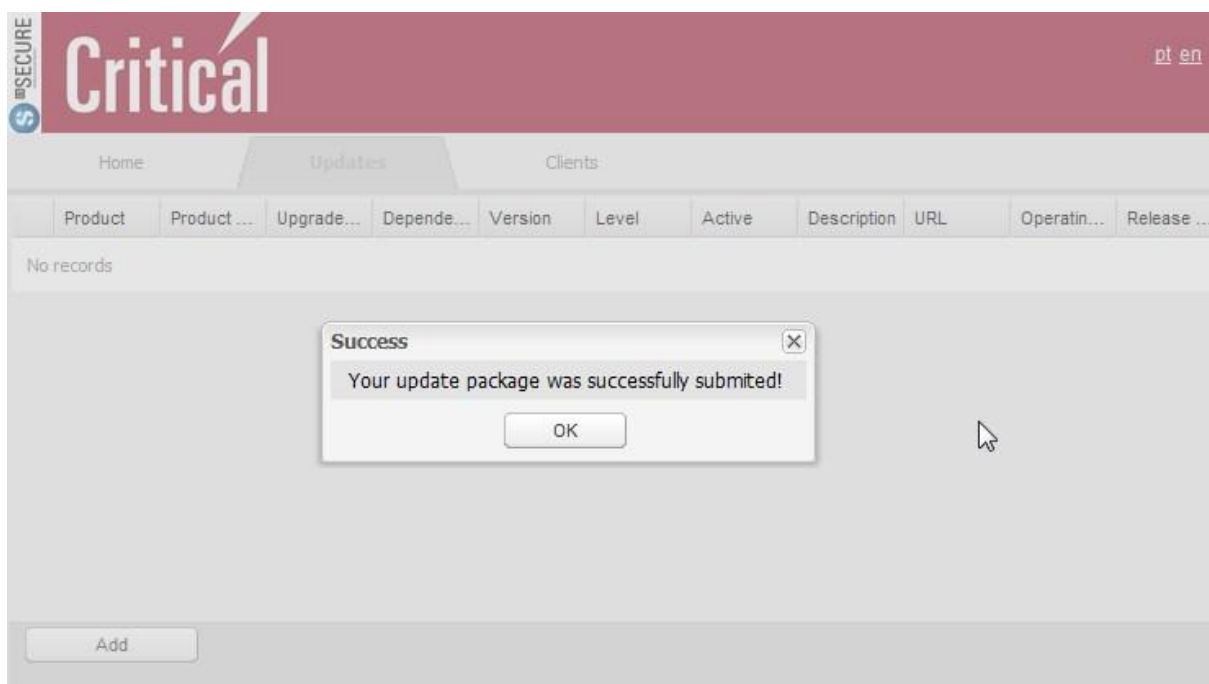 mSECURE
Critical
pt en
Home Updates Clients
Product Product ... Upgrade... Depende... Version Level Active Description URL Operatin... Release ...
No records
Success
Your update package was successfully submited!
OK
Add